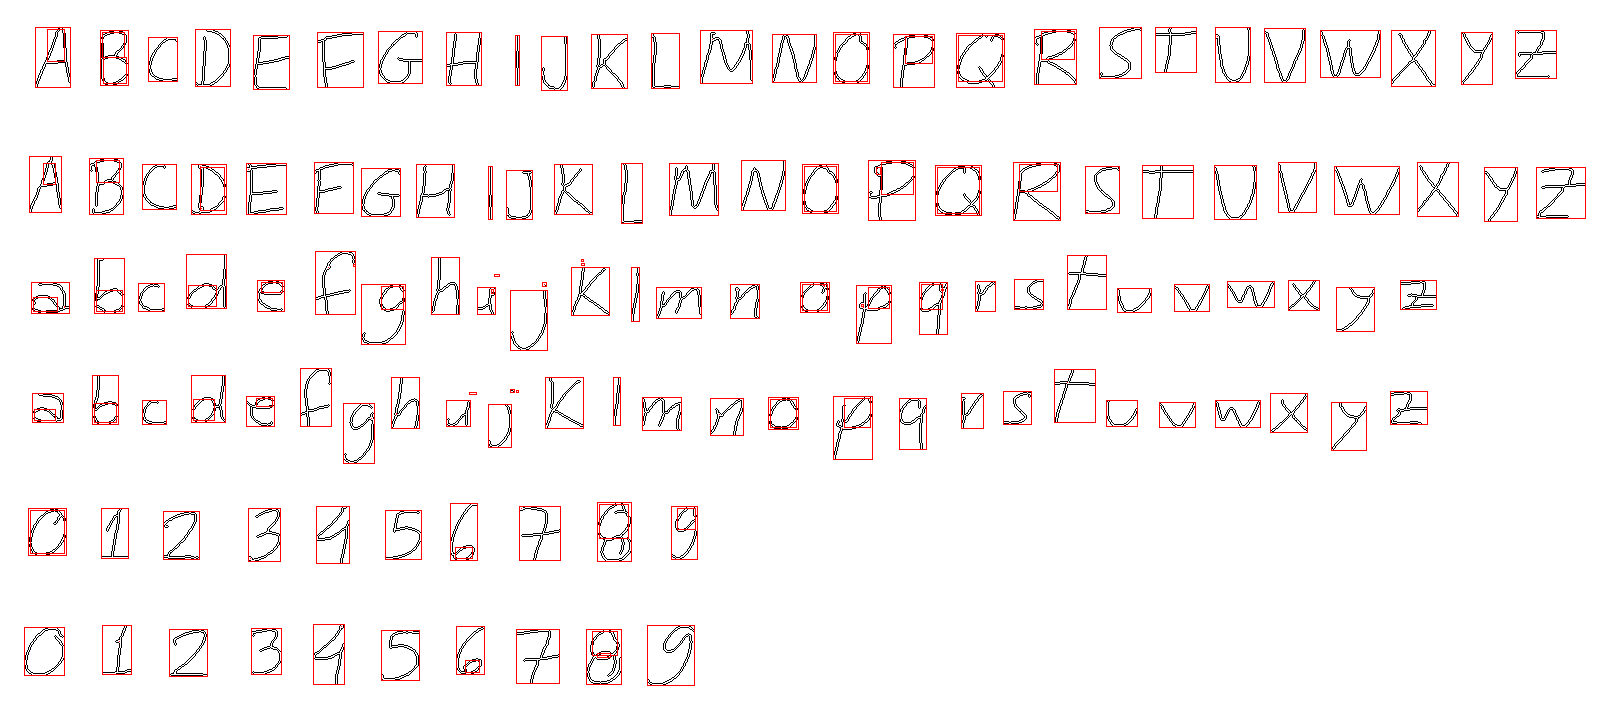 A B C D E F G H I J K L M N O P Q R S T U V W X Y Z
A B C D E F G H I J K L M N O P Q R S T U V W X Y Z
a b c d e f g h i j k l m n o p q r s t u v w x y z
a b c d e f g h i j k l m n o p q r s t u v w x y z
0 1 2 3 4 5 6 7 8 9
0 1 2 3 4 5 6 7 8 9